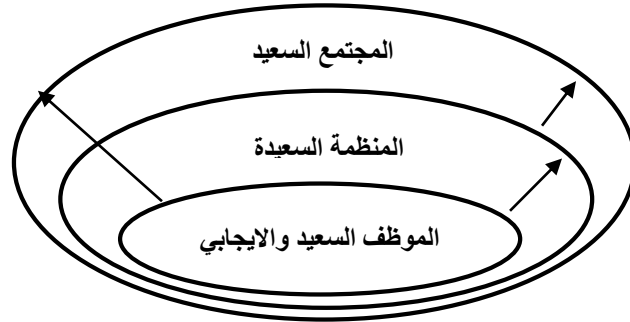 المجتمع السعيد
المنظمة السعيدة
الموظف السعيد والايجابي